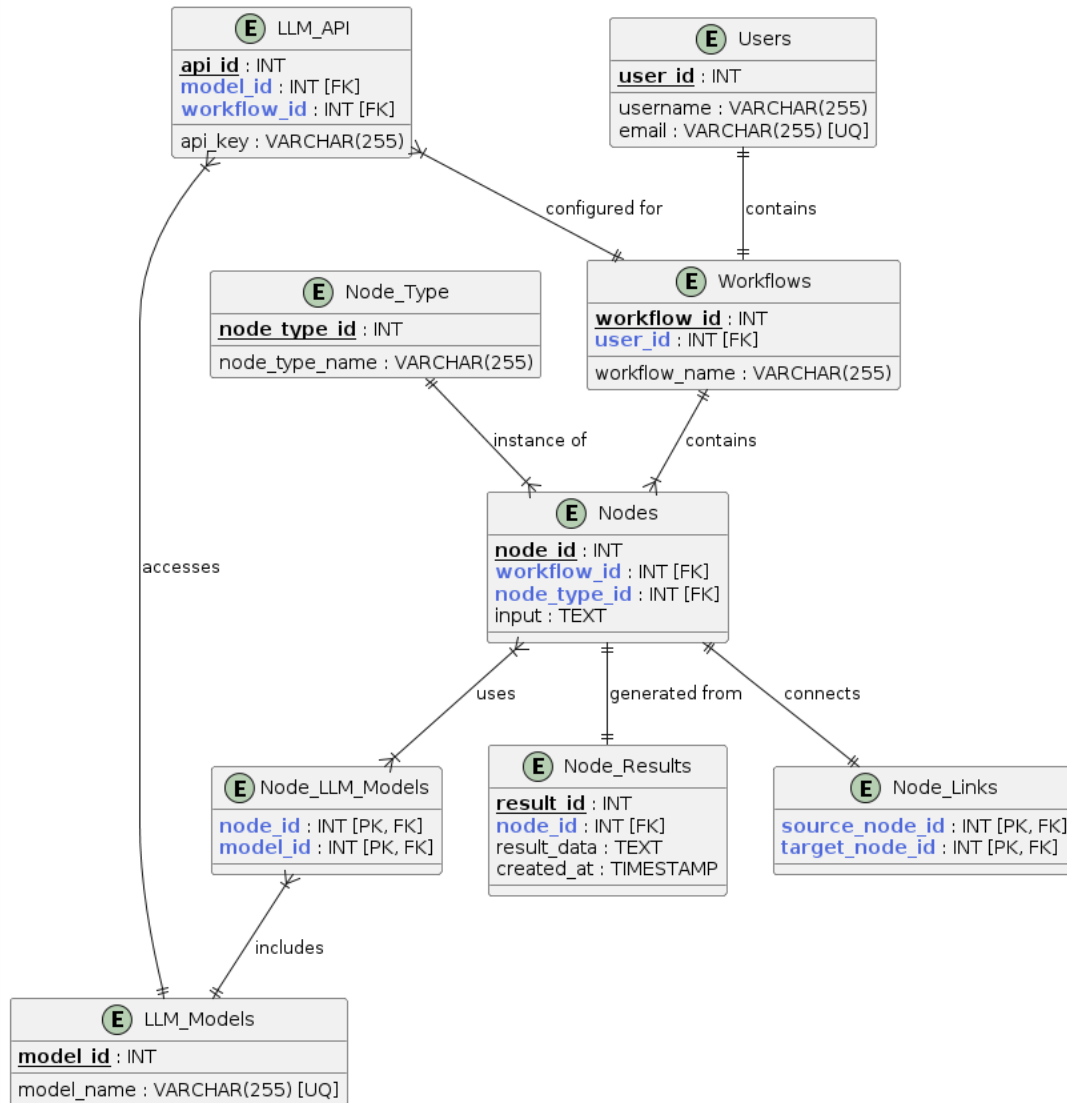 E LLM_API
api_id : INT
model_id : INT [FK]
workflow_id : INT [FK]
api_key : VARCHAR(255)
E Users
user_id : INT
username : VARCHAR(255)
email : VARCHAR(255) [UQ]
configured for
contains
E Node_Type
node_type_id : INT
node_type_name : VARCHAR(255)
E Workflows
workflow_id : INT
user_id : INT [FK]
workflow_name : VARCHAR(255)
instance of
contains
E Nodes
node_id : INT
workflow_id : INT [FK]
node_type_id : INT [FK]
input : TEXT
accesses
uses
generated from
connects
E Node_LLM_Models
node_id : INT [PK, FK]
model_id : INT [PK, FK]
E Node_Results
result_id : INT
node_id : INT [FK]
result_data : TEXT
created_at : TIMESTAMP
E Node_Links
source_node_id : INT [PK, FK]
target_node_id : INT [PK, FK]
includes
E LLM_Models
model_id : INT
model_name : VARCHAR(255) [UQ]